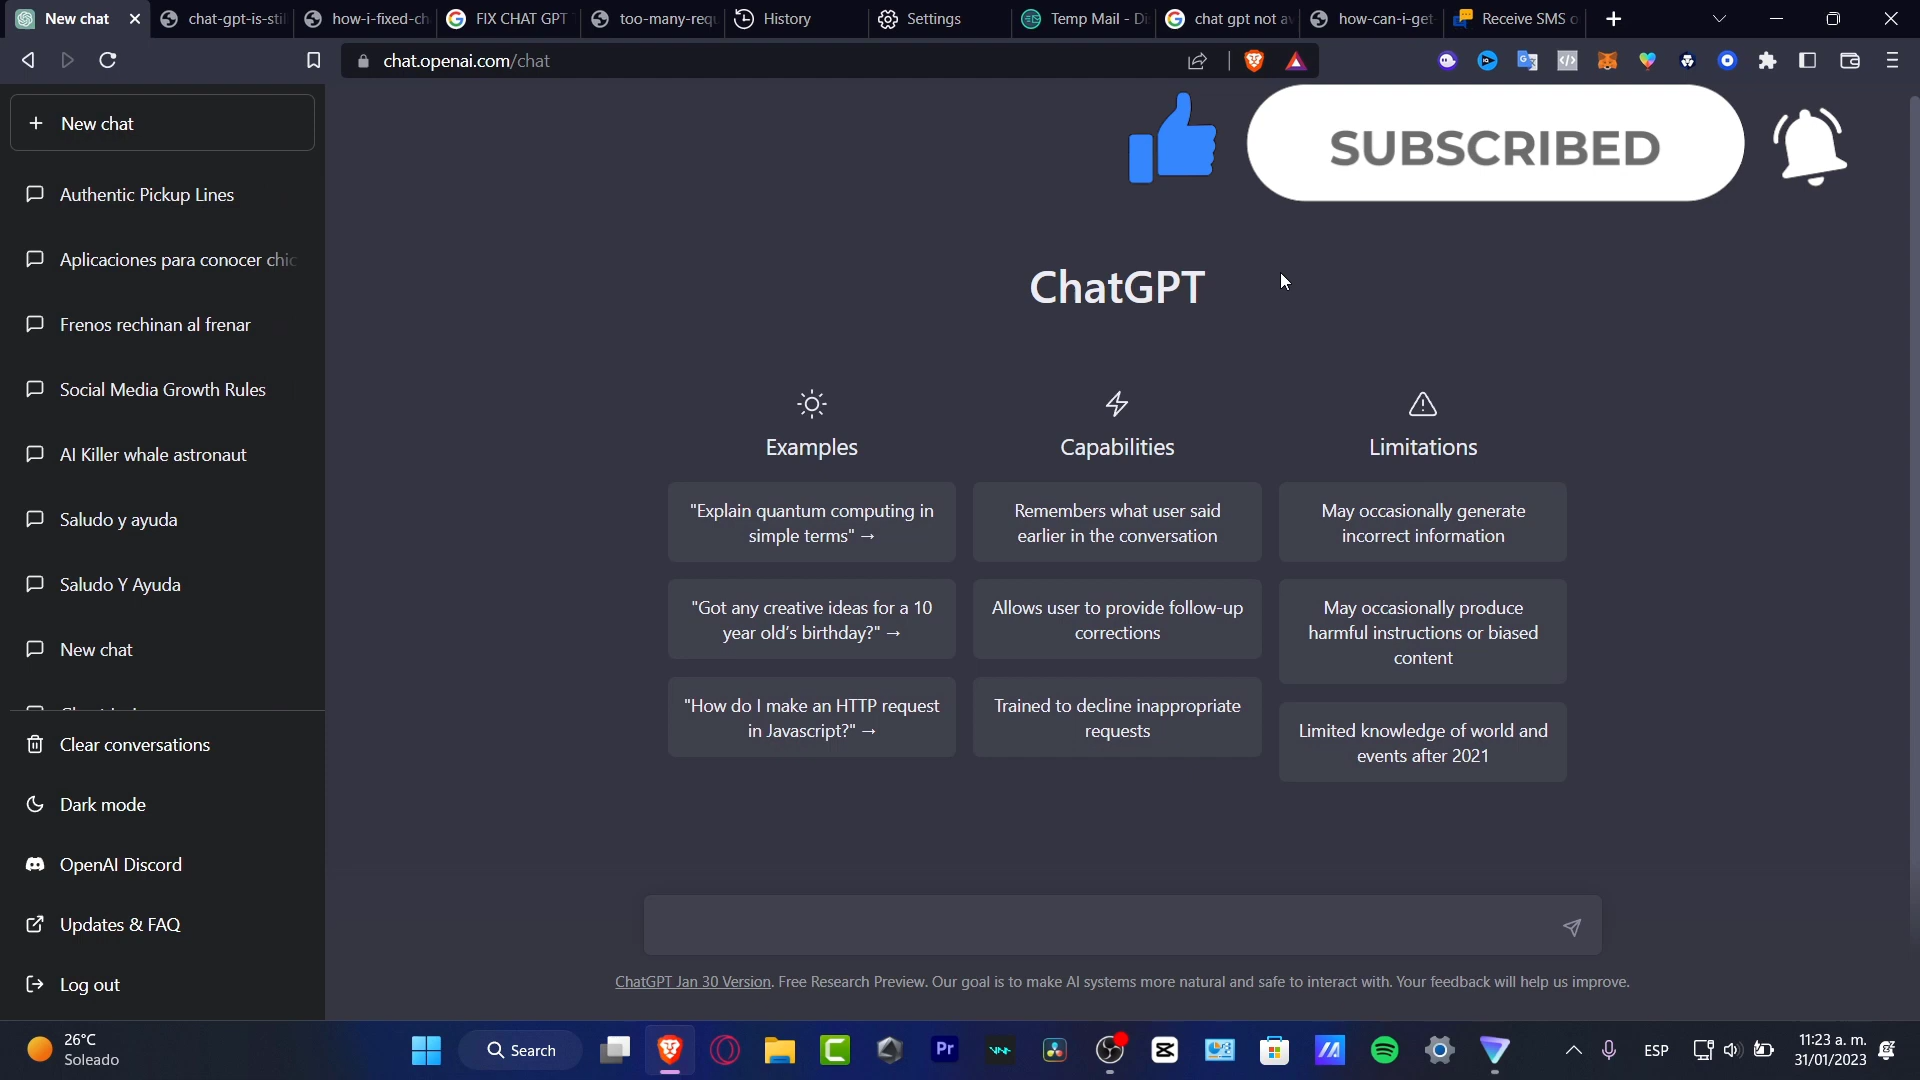 New chat
chat-gpt-is-sti
how-i-fixed-ch
FIX CHAT GPT
too-many-requ
History
Settings
Temp Mail - Di
chat gpt not av
how-can-i-get-
Receive SMS o
chat.openai.com/chat
SUBSCRIBED
New chat
Authentic Pickup Lines
Aplicaciones para conocer chic
Frenos rechinan al frenar
Social Media Growth Rules
AI Killer whale astronaut
Saludo y ayuda
Saludo Y Ayuda
New chat
Clear conversations
Dark mode
OpenAI Discord
Updates & FAQ
Log out
ChatGPT
Examples
"Explain quantum computing in
simple terms" →
"Got any creative ideas for a 10
year old's birthday?" →
"How do I make an HTTP request
in Javascript?" →
Capabilities
Remembers what user said
earlier in the conversation
Allows user to provide follow-up
corrections
Trained to decline inappropriate
requests
Limitations
May occasionally generate
incorrect information
May occasionally produce
harmful instructions or biased
content
Limited knowledge of world and
events after 2021
ChatGPT Jan 30 Version. Free Research Preview. Our goal is to make AI systems more natural and safe to interact with. Your feedback will help us improve.
26°C
Soleado
Search
Pr
ESP
11:23 a. m.
31/01/2023